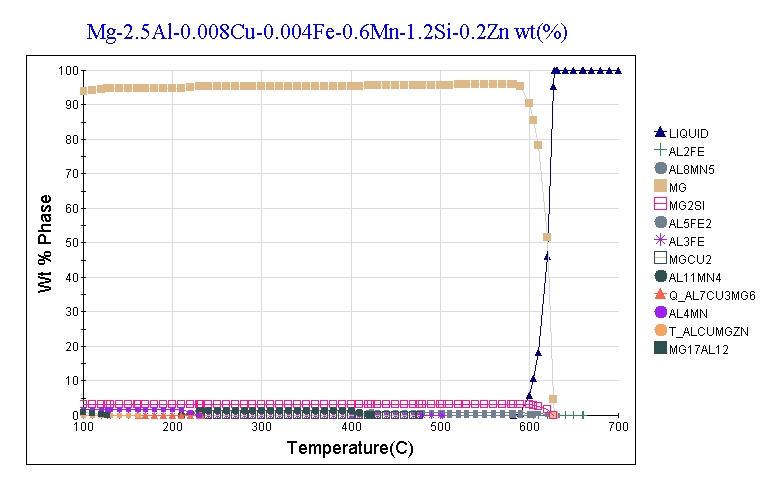 Mg-2.5Al-0.008Cu-0.004Fe-0.6Mn-1.2Si-0.2Zn wt(%)
100
90
80
70
60
50
40
30
20
10
0
Wt % Phase
100 200 300 400 500 600 700
Temperature(C)
LIQUID
AL2FE
AL8MN5
MG
MG2SI
AL5FE2
AL3FE
MGCU2
AL11MN4
Q_AL7CU3MG6
AL4MN
T_ALCUMGZN
MG17AL12